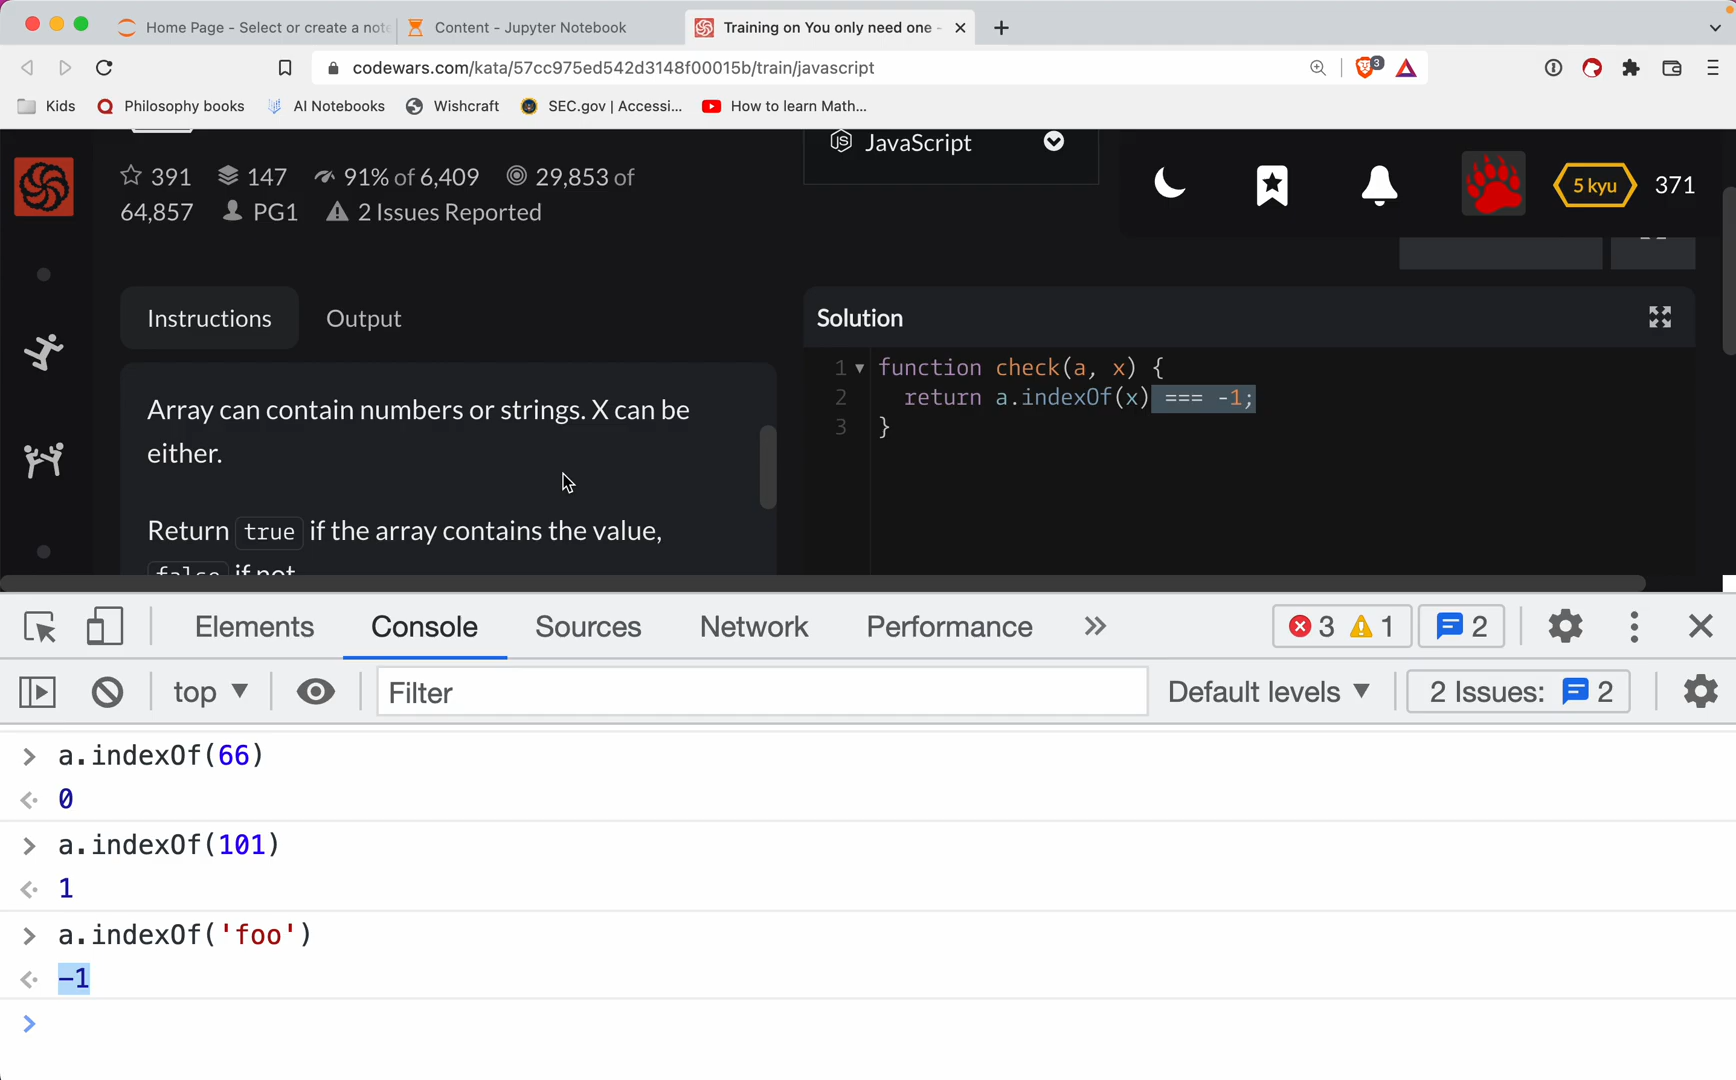 Home Page - Select or create a note
Content - Jupyter Notebook
Training on You only need one -
codewars.com/kata/57cc975ed542d3148f00015b/train/javascript
3
Kids
Philosophy books
AI Notebooks
Wishcraft
SEC.gov | Accessi...
How to learn Math...
391
147
91% of 6,409
29,853 of
64,857
PG1
2 Issues Reported
JS JavaScript
5 kyu
371
Instructions
Output
Array can contain numbers or strings. X can be
either.
Return true if the array contains the value,
false if not
Solution
1 function check(a, x) {
2 return a.indexOf(x) === -1;
3 }
Elements
Console
Sources
Network
Performance
3
1
2
top
Filter
Default levels
2 Issues:
2
> a.indexOf(66)
0
> a.indexOf(101)
1
> a.indexOf('foo')
-1
>